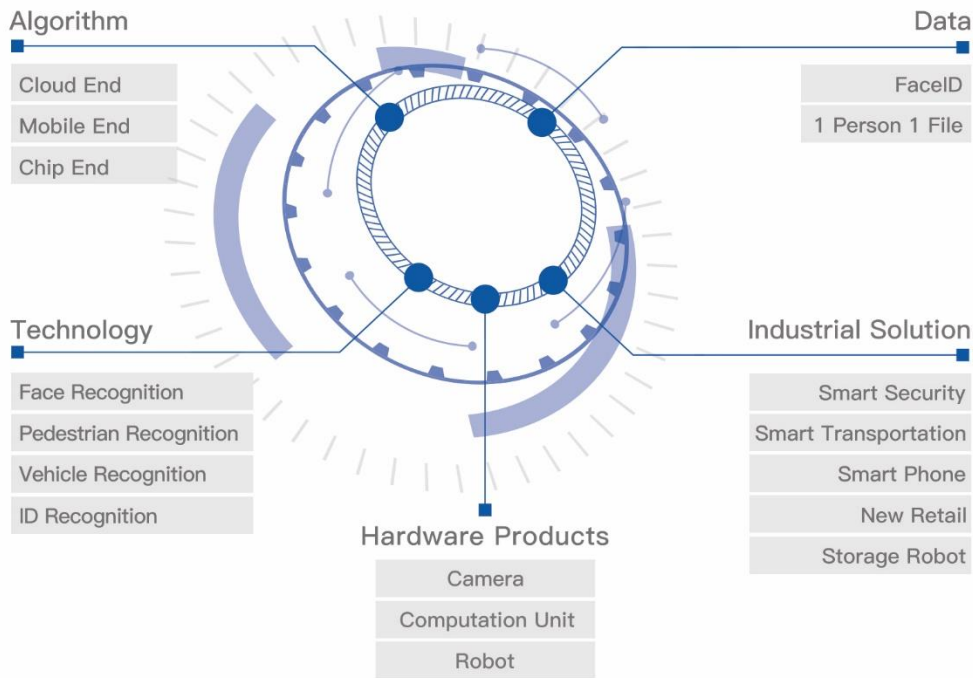 Algorithm
Cloud End
Mobile End
Chip End
Data
FaceID
1 Person 1 File
Technology
Face Recognition
Pedestrian Recognition
Vehicle Recognition
ID Recognition
Hardware Products
Camera
Computation Unit
Robot
Industrial Solution
Smart Security
Smart Transportation
Smart Phone
New Retail
Storage Robot